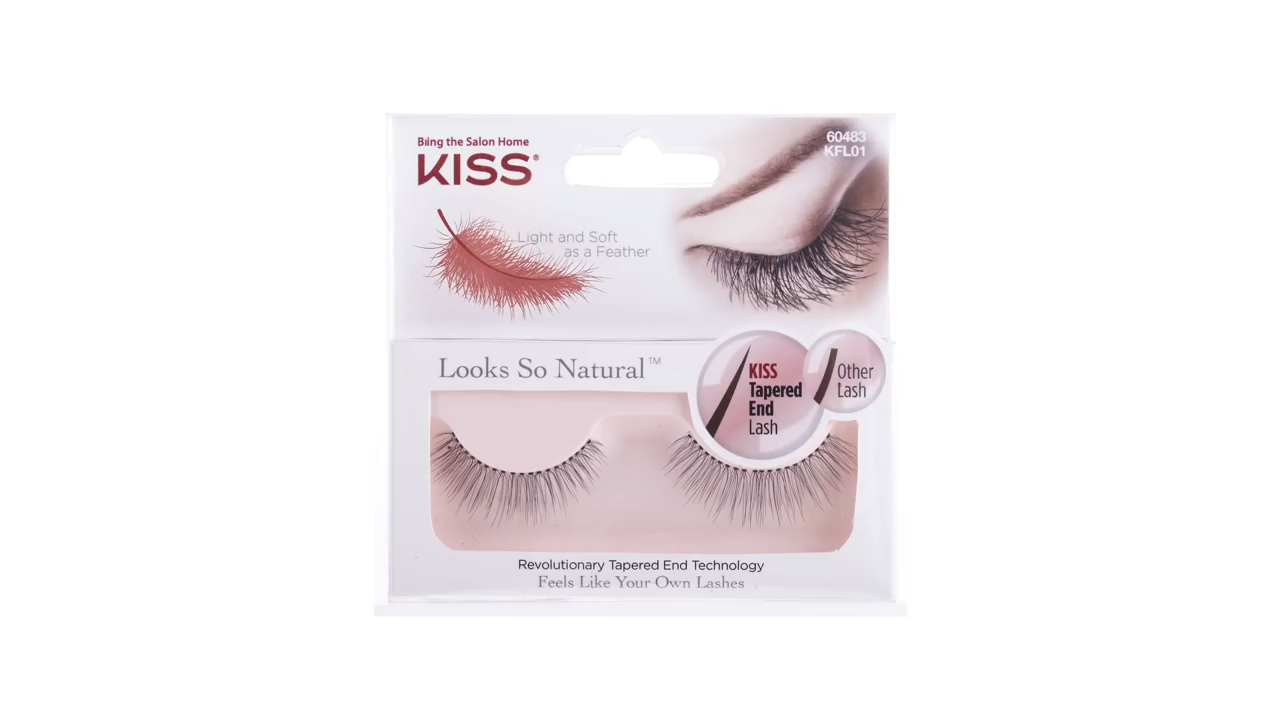 Bring the Salon Home
KISS®
60483
KFL01
Light and Soft
as a Feather
Looks So Natural™
KISS
Tapered
End
Lash
Other
Lash
Revolutionary Tapered End Technology
Feels Like Your Own Lashes